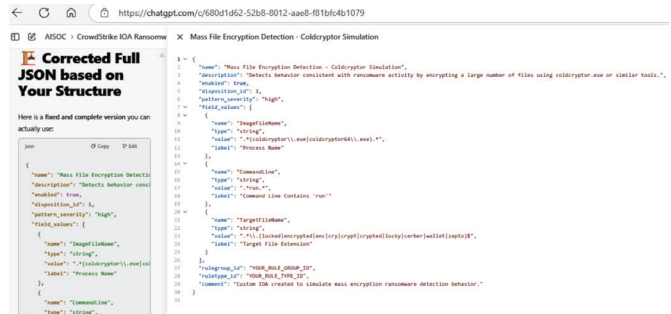 https://chatgpt.com/c/680d1d62-52b8-8012-aae8-f81bfc4b1079
AISOC > CrowdStrike IOA Ransomw
Mass File Encryption Detection - Coldcryptor Simulation
Corrected Full
JSON based on
Your Structure
Here is a fixed and complete version you can
actually use:
json Copy Edit
{
"name": "Mass File Encryption Detectio
"description": "Detects behavior consi
"enabled": true,
"disposition_id": 1,
"pattern_severity": "high",
"field_values": [
{
"name": "ImageFileName",
"type": "string",
"value": ".*(coldcryptor\\.exe|col
"label": "Process Name"
},
{
"name": "CommandLine",
"type": "string",
1 {
2 "name": "Mass File Encryption Detection - Coldcryptor Simulation",
3 "description": "Detects behavior consistent with ransomware activity by encrypting a large number of files using coldcryptor.exe or similar tools.",
4 "enabled": true,
5 "disposition_id": 1,
6 "pattern_severity": "high",
7 "field_values": [
8 {
9 "name": "ImageFileName",
10 "type": "string",
11 "value": ".*(coldcryptor\\.exe|coldcryptor64\\.exe).*",
12 "label": "Process Name"
13 },
14 {
15 "name": "CommandLine",
16 "type": "string",
17 "value": ".*run.*",
18 "label": "Command Line Contains 'run'"
19 },
20 {
21 "name": "TargetFileName",
22 "type": "string",
23 "value": ".*\\.(locked|encrypted|enc|cry|crypt|crypted|locky|cerber|wallet|zepto)$",
24 "label": "Target File Extension"
25 }
26 ],
27 "rulegroup_id": "YOUR_RULE_GROUP_ID",
28 "ruletype_id": "YOUR_RULE_TYPE_ID",
29 "comment": "Custom IOA created to simulate mass encryption ransomware detection behavior."
30 }
31